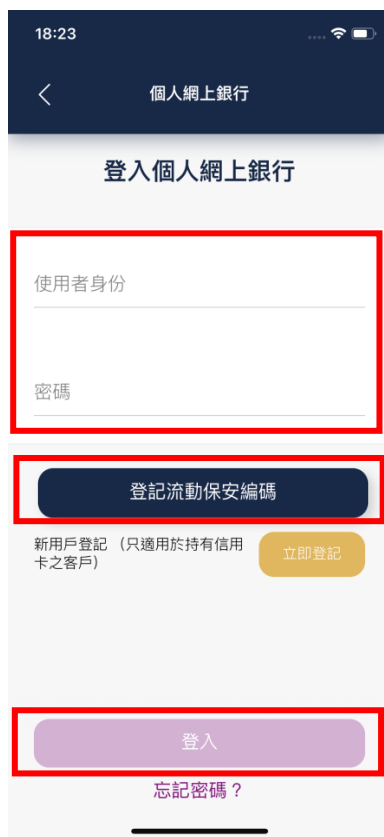 18:23
個人網上銀行
登入個人網上銀行
使用者身份
密碼
登記流動保安編碼
新用戶登記 （只適用於持有信用
卡之客戶）
立即登記
登入
忘記密碼？